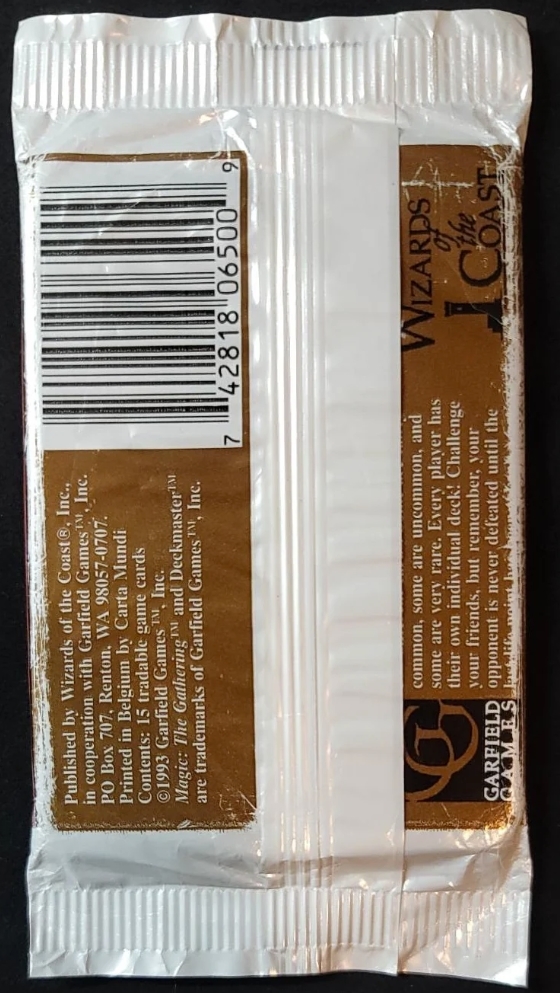 Published by Wizards of the Coast®, Inc.,
in cooperation with Garfield Games™, Inc.
PO Box 707, Renton, WA 98057-0707.
Printed in Belgium by Carta Mundi
Contents: 15 tradable game cards
©1993 Garfield Games™, Inc.
Magic: The Gathering™ and Deckmaster™
are trademarks of Garfield Games™, Inc.
7 42818 06500 9
common, some are uncommon, and
some are very rare. Every player has
their own individual deck! Challenge
your friends, but remember, your
opponent is never defeated until the
GARFIELD
GAMES
WIZARDS
of the
COAST